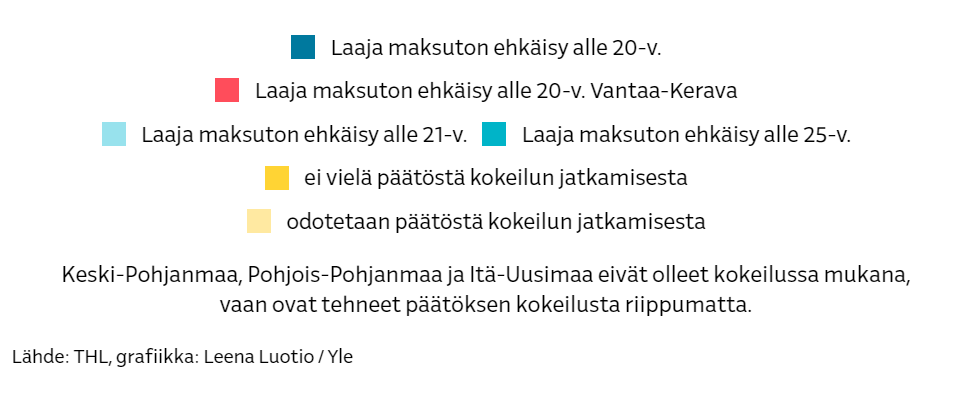 Laaja maksuton ehkäisy alle 20-v.
Laaja maksuton ehkäisy alle 20-v. Vantaa-Kerava
Laaja maksuton ehkäisy alle 21-v. Laaja maksuton ehkäisy alle 25-v.
ei vielä päätöstä kokeilun jatkamisesta
odotetaan päätöstä kokeilun jatkamisesta
Keski-Pohjanmaa, Pohjois-Pohjanmaa ja Itä-Uusimaa eivät olleet kokeilussa mukana,
vaan ovat tehneet päätöksen kokeilusta riippumatta.
Lähde: THL, grafiikka: Leena Luotio / Yle